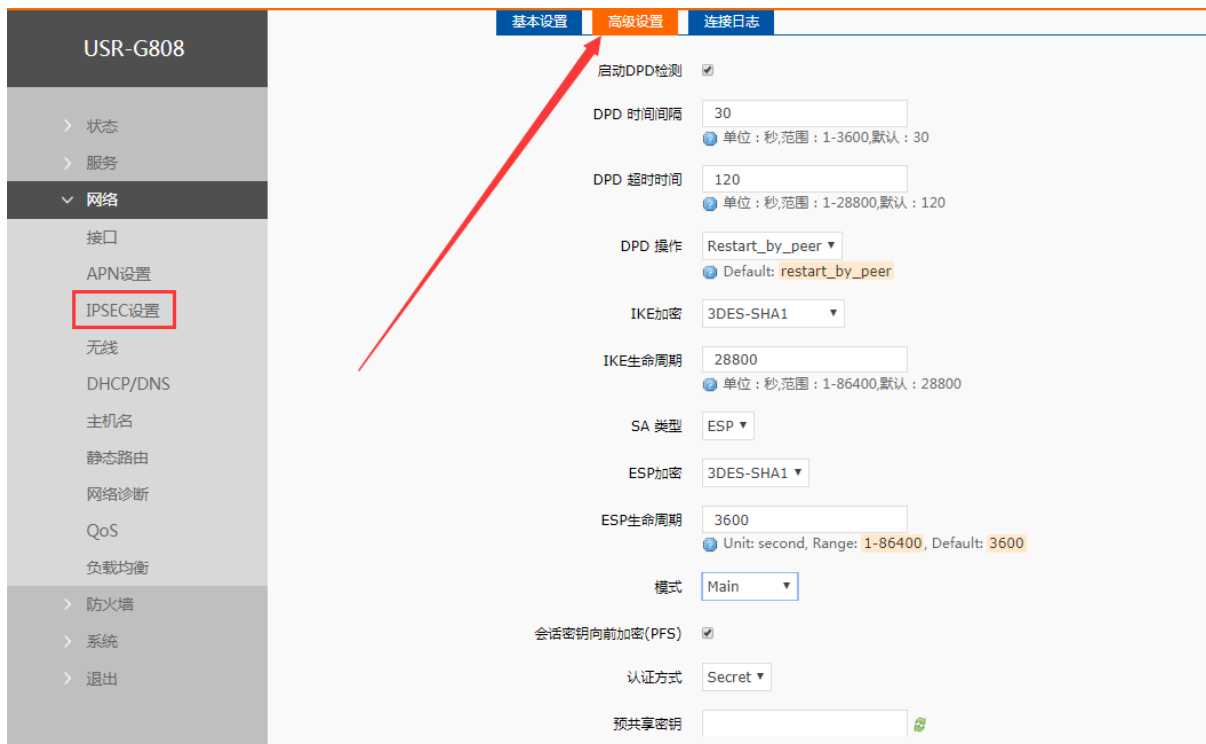 USR-G808
状态
服务
网络
接口
APN设置
IPSEC设置
无线
DHCP/DNS
主机名
静态路由
网络诊断
QoS
负载均衡
防火墙
系统
退出
基本设置 高级设置 连接日志
启动DPD检测
DPD 时间间隔 30
单位：秒,范围：1-3600,默认：30
DPD 超时时间 120
单位：秒,范围：1-28800,默认：120
DPD 操作 Restart_by_peer
Default: restart_by_peer
IKE加密 3DES-SHA1
IKE生命周期 28800
单位：秒,范围：1-86400,默认：28800
SA 类型 ESP
ESP加密 3DES-SHA1
ESP生命周期 3600
Unit: second, Range: 1-86400, Default: 3600
模式 Main
会话密钥向前加密(PFS)
认证方式 Secret
预共享密钥